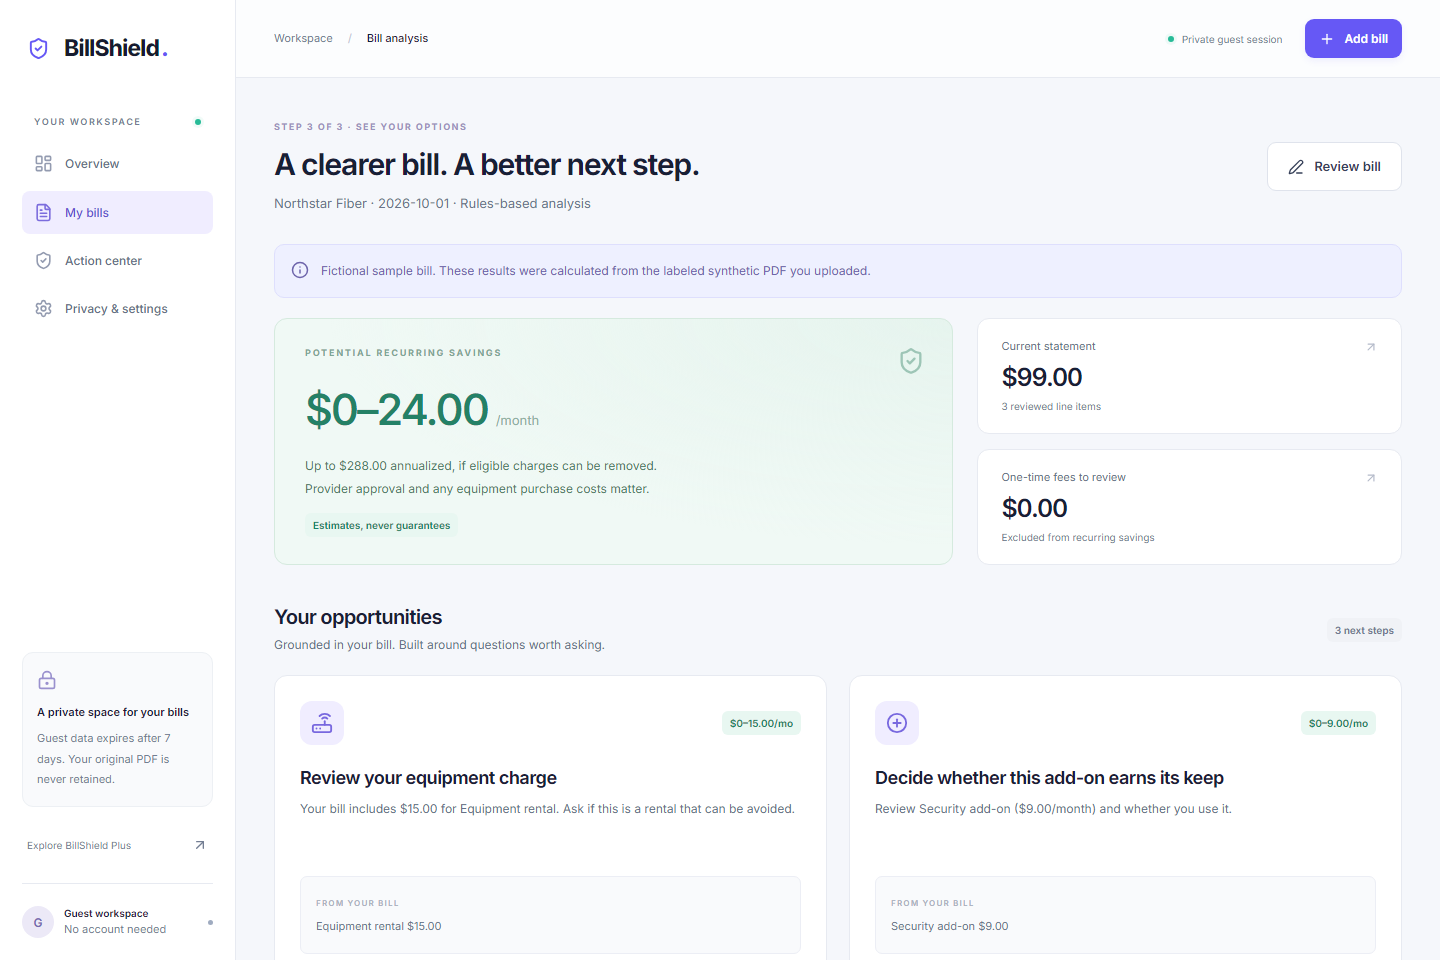 BillShield.
YOUR WORKSPACE
Overview
My bills
Action center
Privacy & settings
A private space for your bills
Guest data expires after 7
days. Your original PDF is
never retained.
Explore BillShield Plus
G
Guest workspace
No account needed
Workspace / Bill analysis
Private guest session
Add bill
STEP 3 OF 3 · SEE YOUR OPTIONS
A clearer bill. A better next step.
Northstar Fiber · 2026-10-01 · Rules-based analysis
Review bill
Fictional sample bill. These results were calculated from the labeled synthetic PDF you uploaded.
POTENTIAL RECURRING SAVINGS
$0–24.00 /month
Up to $288.00 annualized, if eligible charges can be removed.
Provider approval and any equipment purchase costs matter.
Estimates, never guarantees
Current statement
$99.00
3 reviewed line items
One-time fees to review
$0.00
Excluded from recurring savings
Your opportunities
Grounded in your bill. Built around questions worth asking.
3 next steps
$0–15.00/mo
Review your equipment charge
Your bill includes $15.00 for Equipment rental. Ask if this is a rental that can be avoided.
FROM YOUR BILL
Equipment rental $15.00
$0–9.00/mo
Decide whether this add-on earns its keep
Review Security add-on ($9.00/month) and whether you use it.
FROM YOUR BILL
Security add-on $9.00